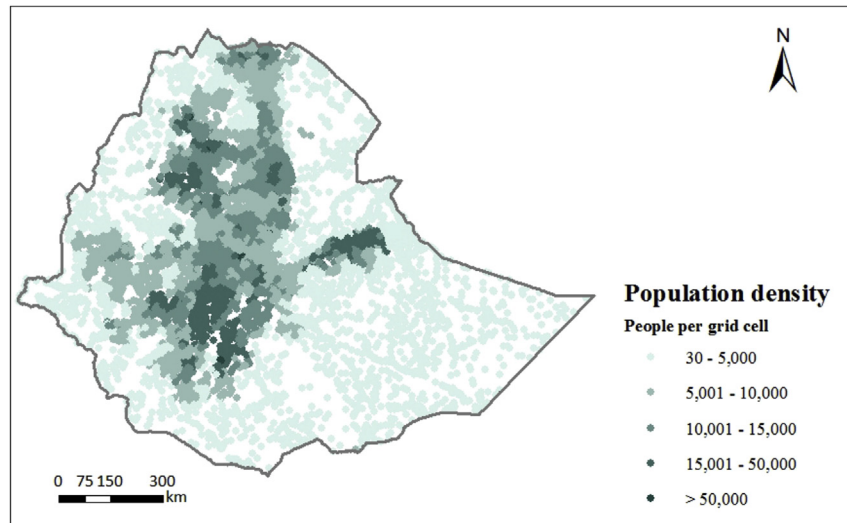 N
Population density
People per grid cell
30 - 5,000
5,001 - 10,000
10,001 - 15,000
15,001 - 50,000
> 50,000
0 75 150 300
km